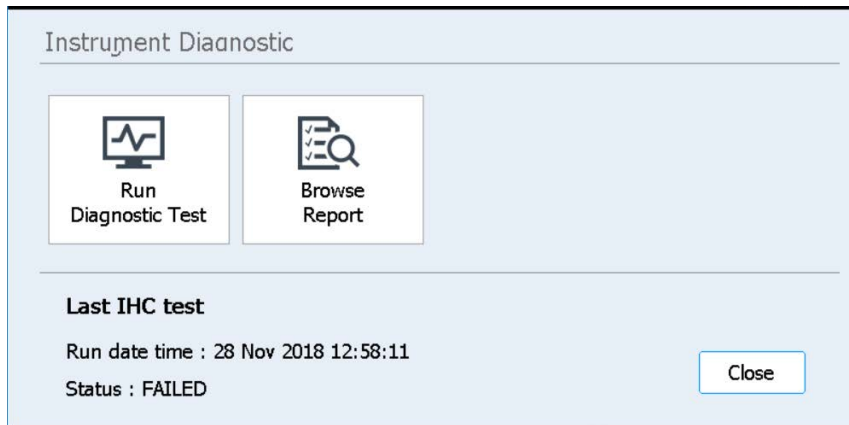 Instrument Diagnostic
Run
Diagnostic Test
Browse
Report
Last IHC test
Run date time : 28 Nov 2018 12:58:11
Status : FAILED
Close